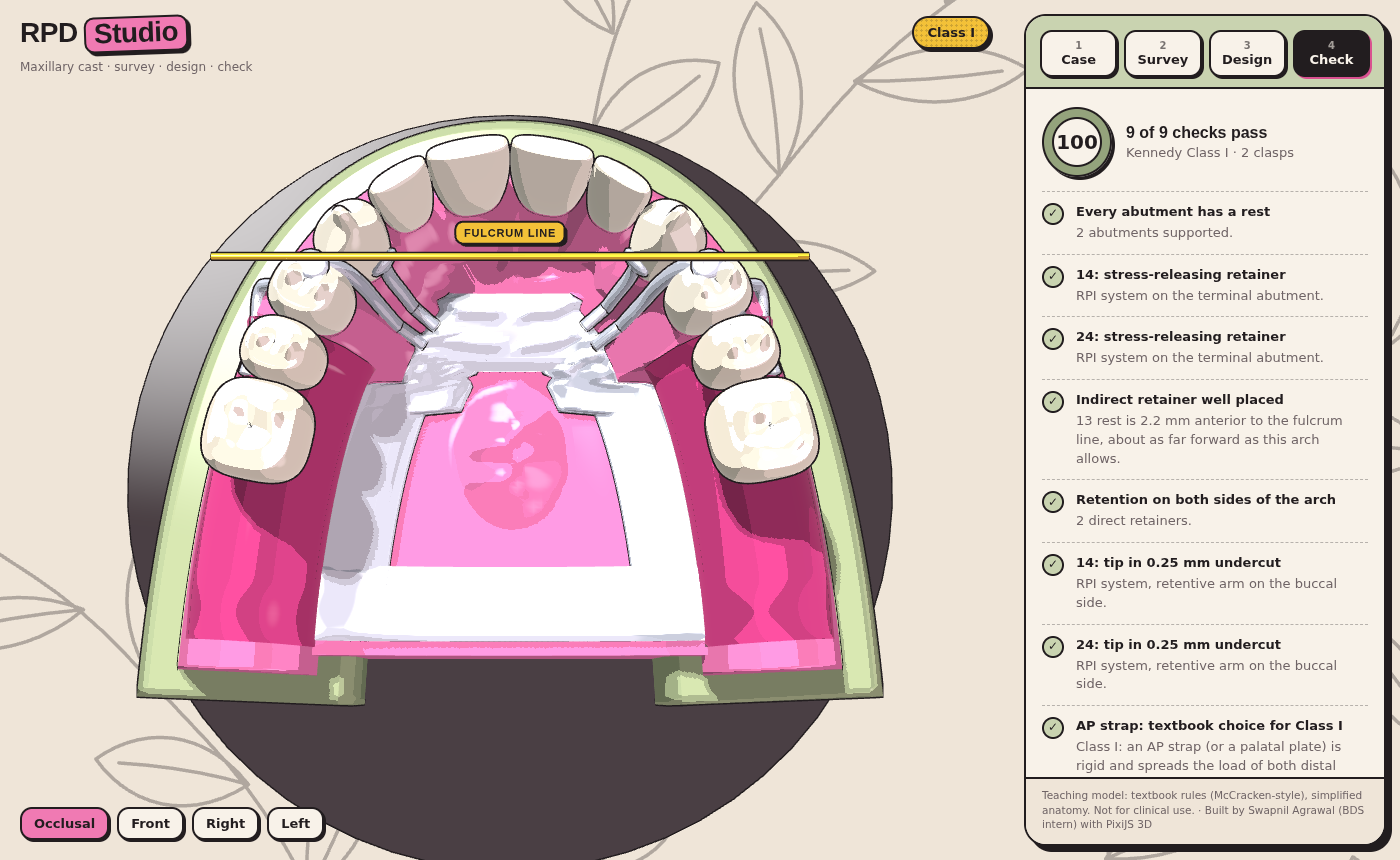 RPD Studio
Maxillary cast · survey · design · check
Class I
1
Case
2
Survey
3
Design
4
Check
FULCRUM LINE
Occlusal
Front
Right
Left
100
9 of 9 checks pass
Kennedy Class I · 2 clasps
✓
Every abutment has a rest
2 abutments supported.
✓
14: stress-releasing retainer
RPI system on the terminal abutment.
✓
24: stress-releasing retainer
RPI system on the terminal abutment.
✓
Indirect retainer well placed
13 rest is 2.2 mm anterior to the fulcrum
line, about as far forward as this arch
allows.
✓
Retention on both sides of the arch
2 direct retainers.
✓
14: tip in 0.25 mm undercut
RPI system, retentive arm on the buccal
side.
✓
24: tip in 0.25 mm undercut
RPI system, retentive arm on the buccal
side.
✓
AP strap: textbook choice for Class I
Class I: an AP strap (or a palatal plate) is
rigid and spreads the load of both distal
Teaching model: textbook rules (McCracken-style), simplified
anatomy. Not for clinical use. · Built by Swapnil Agrawal (BDS
intern) with PixiJS 3D